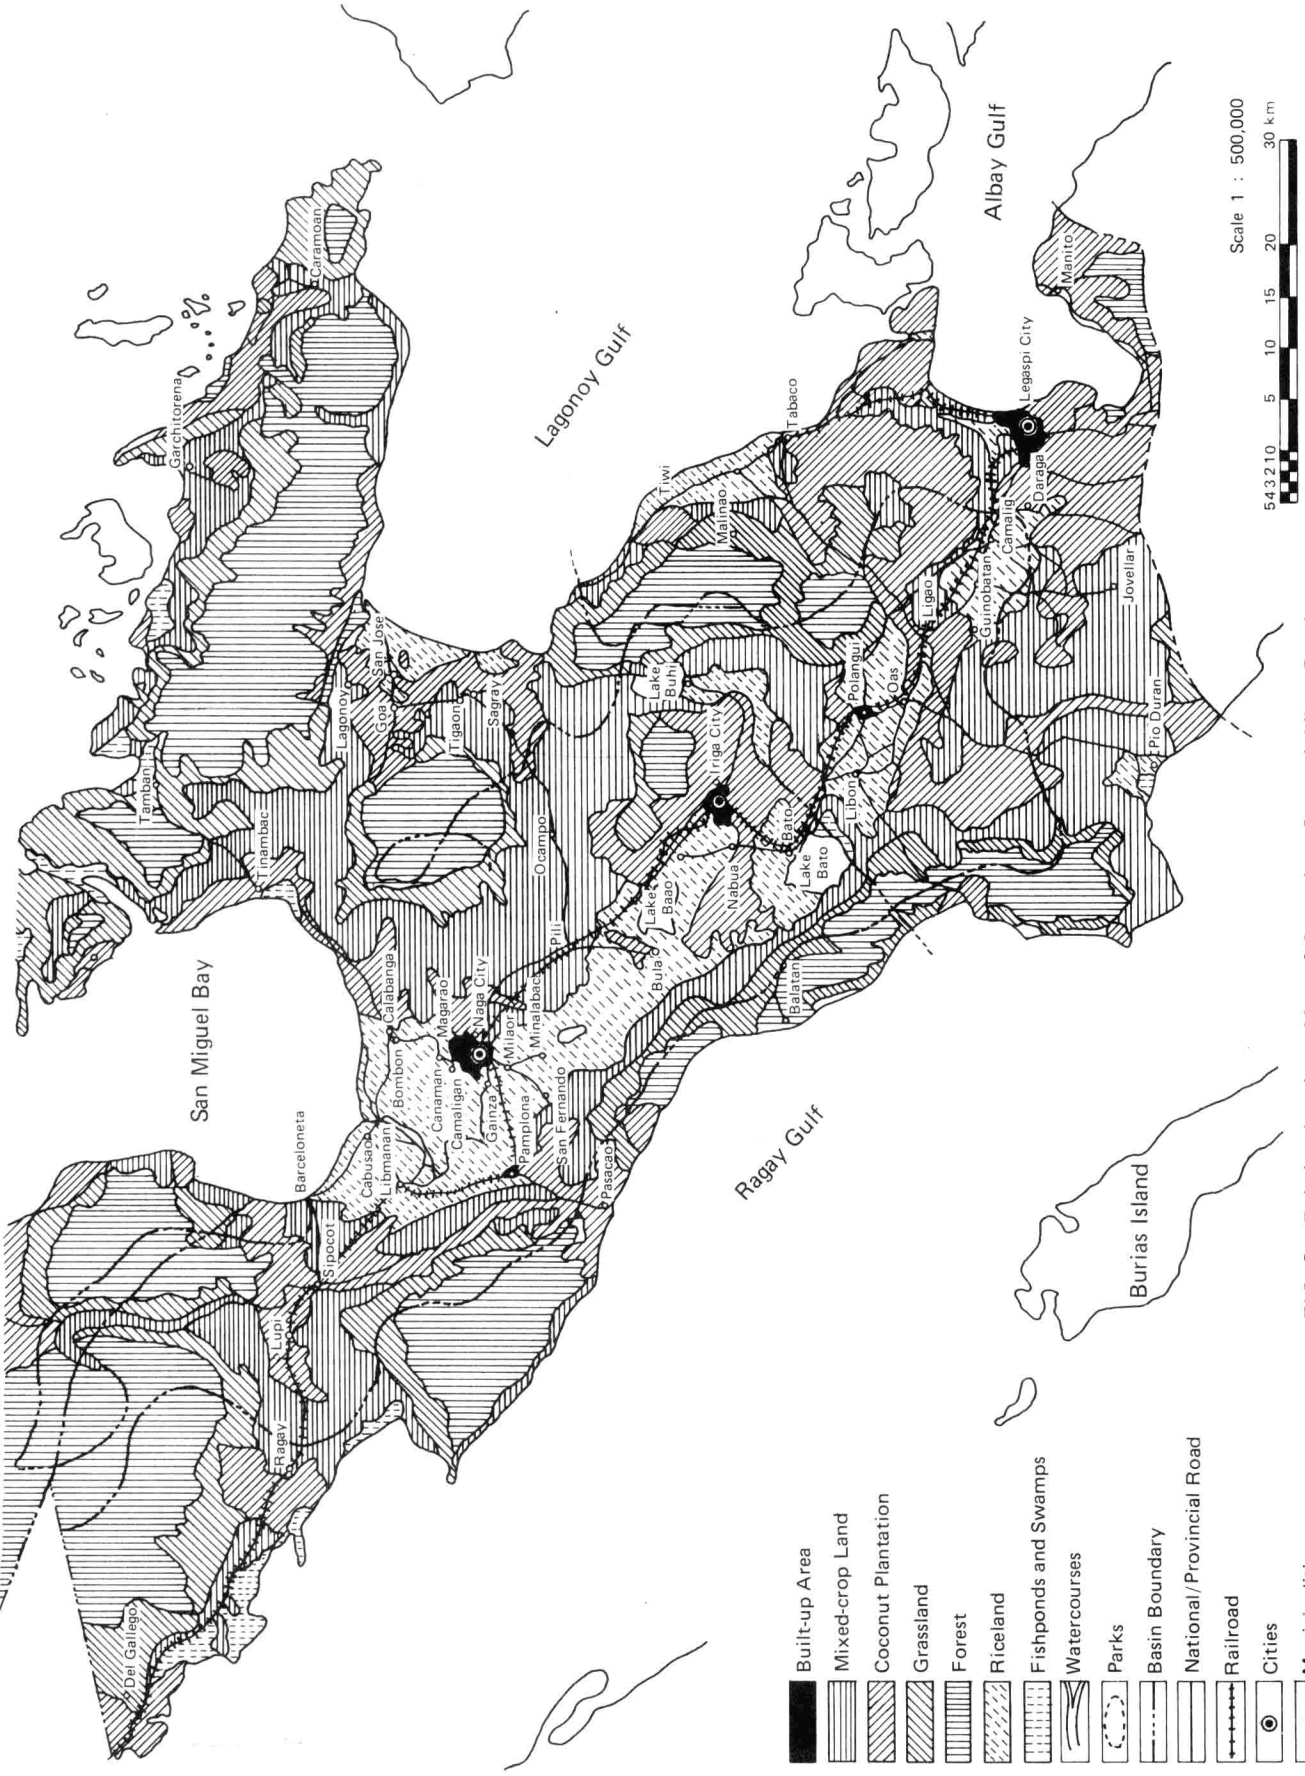 San Miguel Bay
Lagonoy Gulf
Albay Gulf
Ragay Gulf
Burias Island
Del Gallego
Ragay
Lupi
Sipocot
Barceloneta
Cabusao
Libmanan
Pamplona
San Fernando
Pasacao
Bombon
Calabanga
Canaman
Magarao
Camaligan
Naga City
Gainza
Milaor
Minalabac
Pili
Bula
Ocampo
Tinambac
Tamban
Lagonoy
Goa
San Jose
Tigaono
Sagray
Garchitorena
Caramoan
Lake
Baao
Lake
Buhi
Iriga City
Nabua
Bato
Lake
Bato
Balatan
Libon
Polangui
Oas
Ligao
Guinobatan
Camalig
Daraga
Legaspi City
Jovellar
Pio Duran
Malinao
Tiwi
Tabaco
Manito
Scale 1 : 500,000
5 4 3 2 1 0 5 10 15 20 30 km
Built-up Area
Mixed-crop Land
Coconut Plantation
Grassland
Forest
Riceland
Fishponds and Swamps
Watercourses
Parks
Basin Boundary
National/Provincial Road
Railroad
Cities